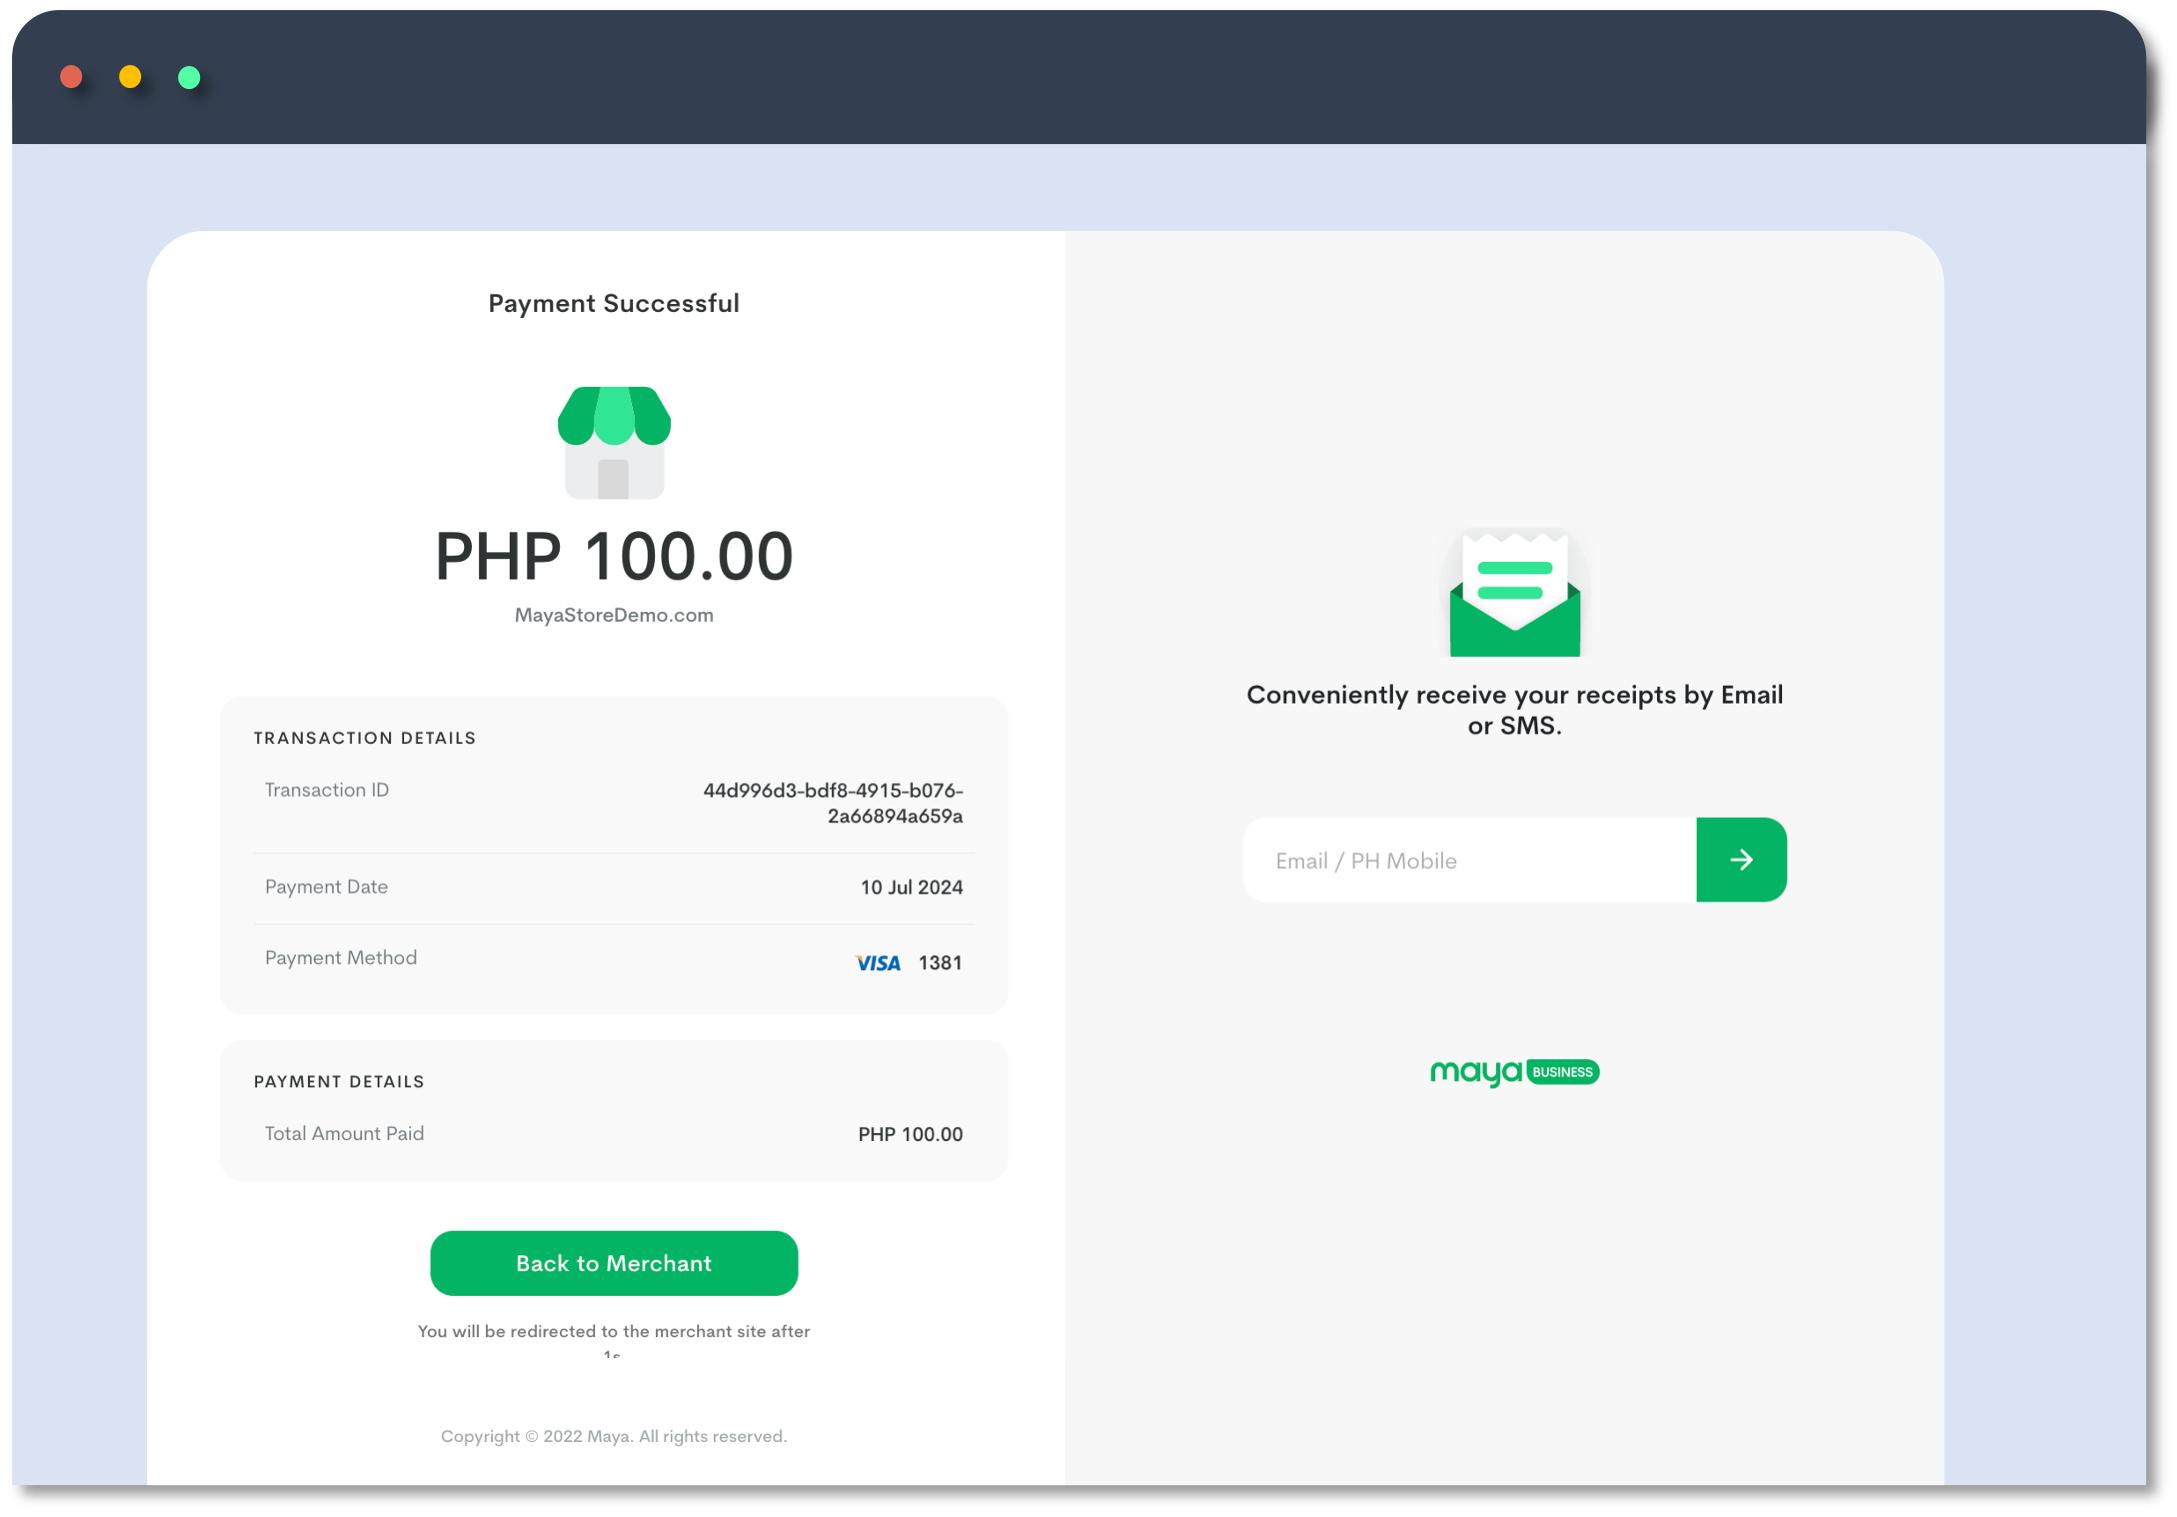 Payment Successful
PHP 100.00
MayaStoreDemo.com
TRANSACTION DETAILS
Transaction ID 44d996d3-bdf8-4915-b076-
2a66894a659a
Payment Date 10 Jul 2024
Payment Method VISA 1381
PAYMENT DETAILS
Total Amount Paid PHP 100.00
Back to Merchant
You will be redirected to the merchant site after
1s
Copyright © 2022 Maya. All rights reserved.
Conveniently receive your receipts by Email
or SMS.
Email / PH Mobile
maya BUSINESS